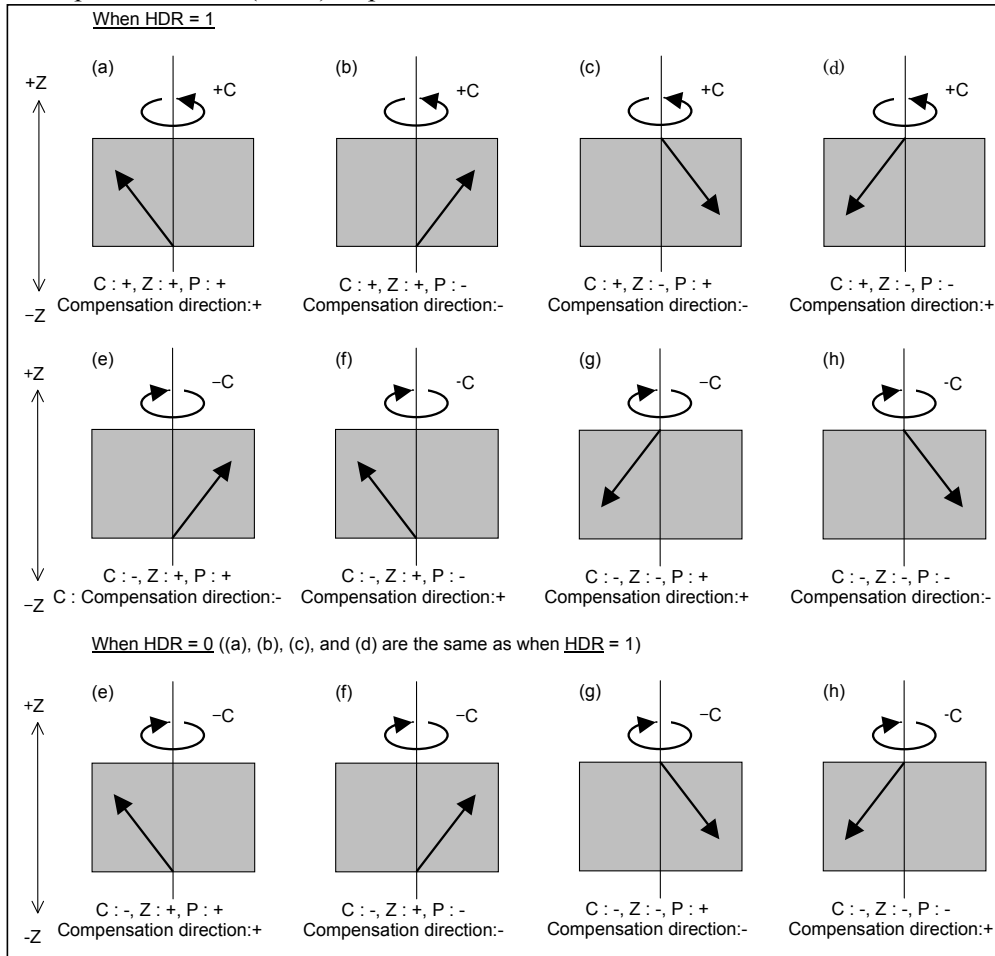 When HDR = 1
(a) (b) (c) (d)
+Z +C +C +C +C
−Z
C : +, Z : +, P : + C : +, Z : +, P : - C : +, Z : -, P : + C : +, Z : -, P : -
Compensation direction:+ Compensation direction:- Compensation direction:- Compensation direction:+
(e) (f) (g) (h)
+Z −C -C −C -C
−Z
C : -, Z : +, P : + C : -, Z : +, P : - C : -, Z : -, P : + C : -, Z : -, P : -
C : Compensation direction:- Compensation direction:+ Compensation direction:+ Compensation direction:-
When HDR = 0 ((a), (b), (c), and (d) are the same as when HDR = 1)
(e) (f) (g) (h)
+Z −C −C −C -C
-Z
C : -, Z : +, P : + C : -, Z : +, P : - C : -, Z : -, P : + C : -, Z : -, P : -
Compensation direction:+ Compensation direction:- Compensation direction:- Compensation direction:+